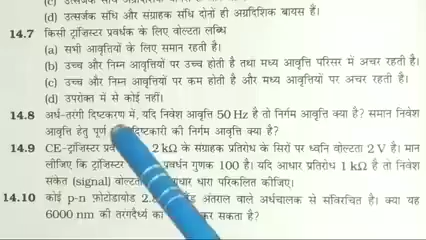 (d) उत्सर्जक संधि और संग्राहक संधि दोनों ही अग्रदिशिक बायस हैं।
14.7 किसी ट्रांजिस्टर प्रवर्धक के लिए वोल्टता लब्धि
(a) सभी आवृत्तियों के लिए समान रहती है।
(b) उच्च और निम्न आवृत्तियों पर उच्च होती है तथा मध्य आवृत्ति परिसर में अचर रहती है।
(c) उच्च और निम्न आवृत्तियों पर कम होती है और मध्य आवृत्तियों पर अचर रहती है।
(d) उपरोक्त में से कोई नहीं।
14.8 अर्ध-तरंगी दिष्टकरण में, यदि निवेश आवृत्ति 50 Hz है तो निर्गम आवृत्ति क्या है? समान निवेश
आवृत्ति हेतु पूर्ण दिष्टकारी की निर्गम आवृत्ति क्या है?
14.9 CE-ट्रांजिस्टर 2 kΩ के संग्राहक प्रतिरोध के सिरों पर ध्वनि वोल्टता 2 V है। मान
लीजिए कि ट्रांजिस्टर प्रवर्धन गुणक 100 है। यदि आधार प्रतिरोध 1 kΩ है तो निवेश
संकेत (signal) धारा परिकलित कीजिए।
14.10 कोई p-n फ़ोटोडायोड अंतराल वाले अर्धचालक से संविरचित है। क्या यह
6000 nm की तरंगदैर्ध्य का कर सकता है?